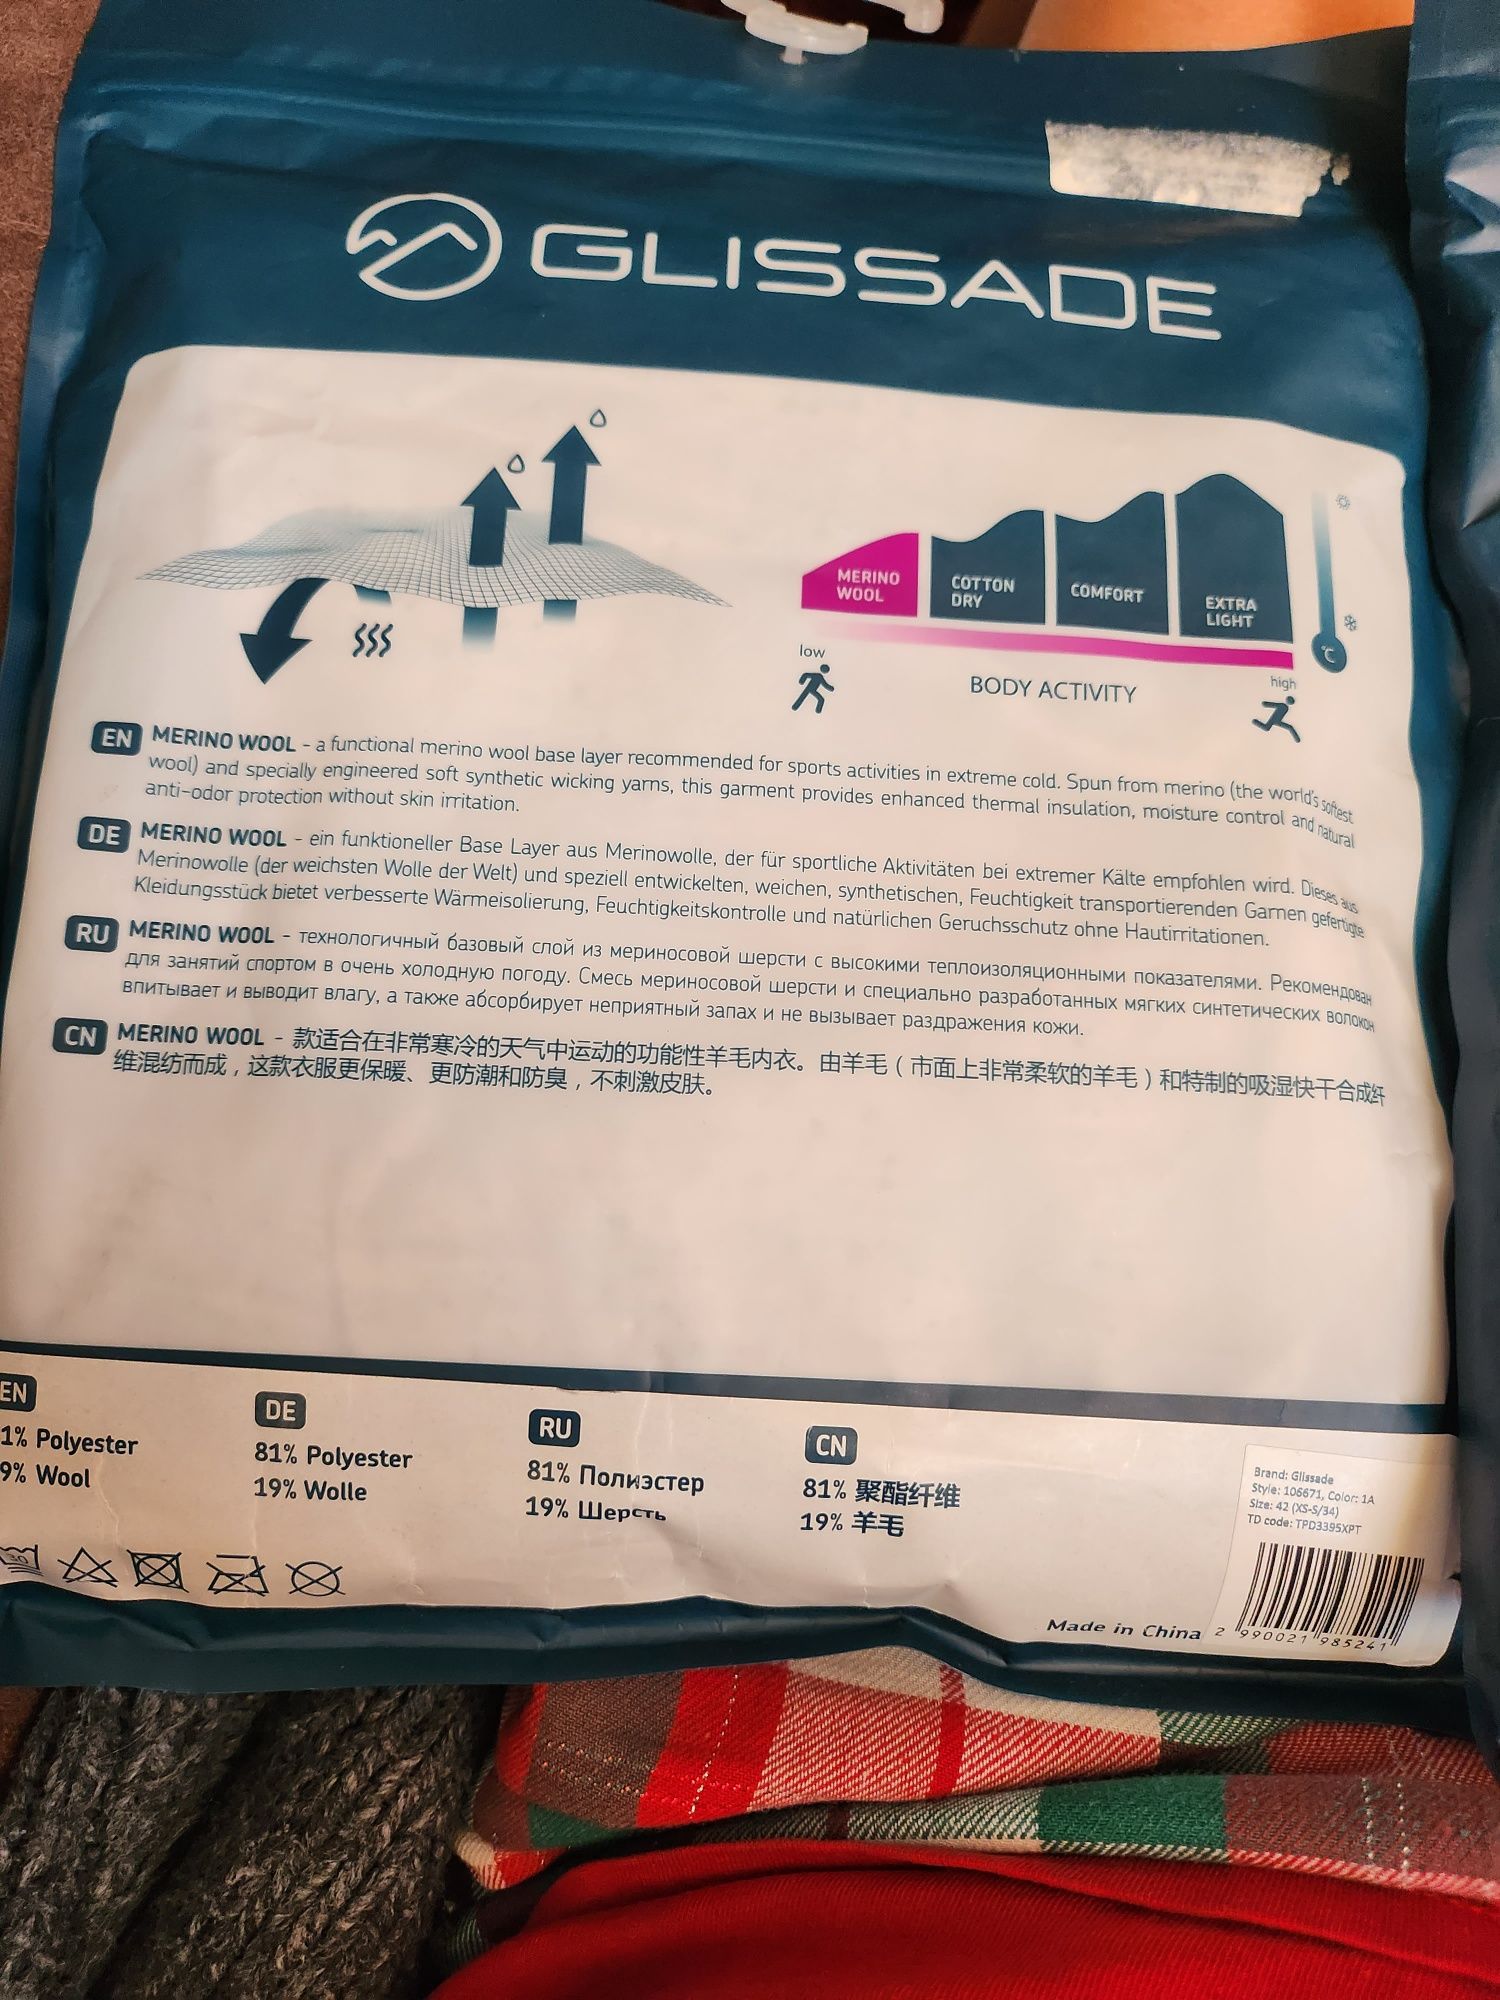 GLISSADE
MERINO
WOOL
COTTON
DRY
COMFORT
EXTRA
LIGHT
°C
low
BODY ACTIVITY
high
EN MERINO WOOL - a functional merino wool base layer recommended for sports activities in extreme cold. Spun from merino (the world's softest
wool) and specially engineered soft synthetic wicking yarns, this garment provides enhanced thermal insulation, moisture control and natural
anti-odor protection without skin irritation.
DE MERINO WOOL - ein funktioneller Base Layer aus Merinowolle, der für sportliche Aktivitäten bei extremer Kälte empfohlen wird. Dieses aus
Merinowolle (der weichsten Wolle der Welt) und speziell entwickelten, weichen, synthetischen, Feuchtigkeit transportierenden Garnen gefertigte
Kleidungsstück bietet verbesserte Wärmeisolierung, Feuchtigkeitskontrolle und natürlichen Geruchsschutz ohne Hautirritationen.
RU MERINO WOOL - технологичный базовый слой из мериносовой шерсти с высокими теплоизоляционными показателями. Рекомендован
для занятий спортом в очень холодную погоду. Смесь мериносовой шерсти и специально разработанных мягких синтетических волокон
впитывает и выводит влагу, а также абсорбирует неприятный запах и не вызывает раздражения кожи.
CN MERINO WOOL - 款适合在非常寒冷的天气中运动的功能性羊毛内衣。由羊毛（市面上非常柔软的羊毛）和特制的吸湿快干合成纤
维混纺而成，这款衣服更保暖、更防潮和防臭，不刺激皮肤。
EN
1% Polyester
9% Wool
DE
81% Polyester
19% Wolle
RU
81% Полиэстер
19% Шерсть
CN
81% 聚酯纤维
19% 羊毛
30
Brand: Glissade
Style: 106671, Color: 1A
Size: 42 (XS-S/34)
TD code: TPD3395XPT
Made in China
2 990021 985241